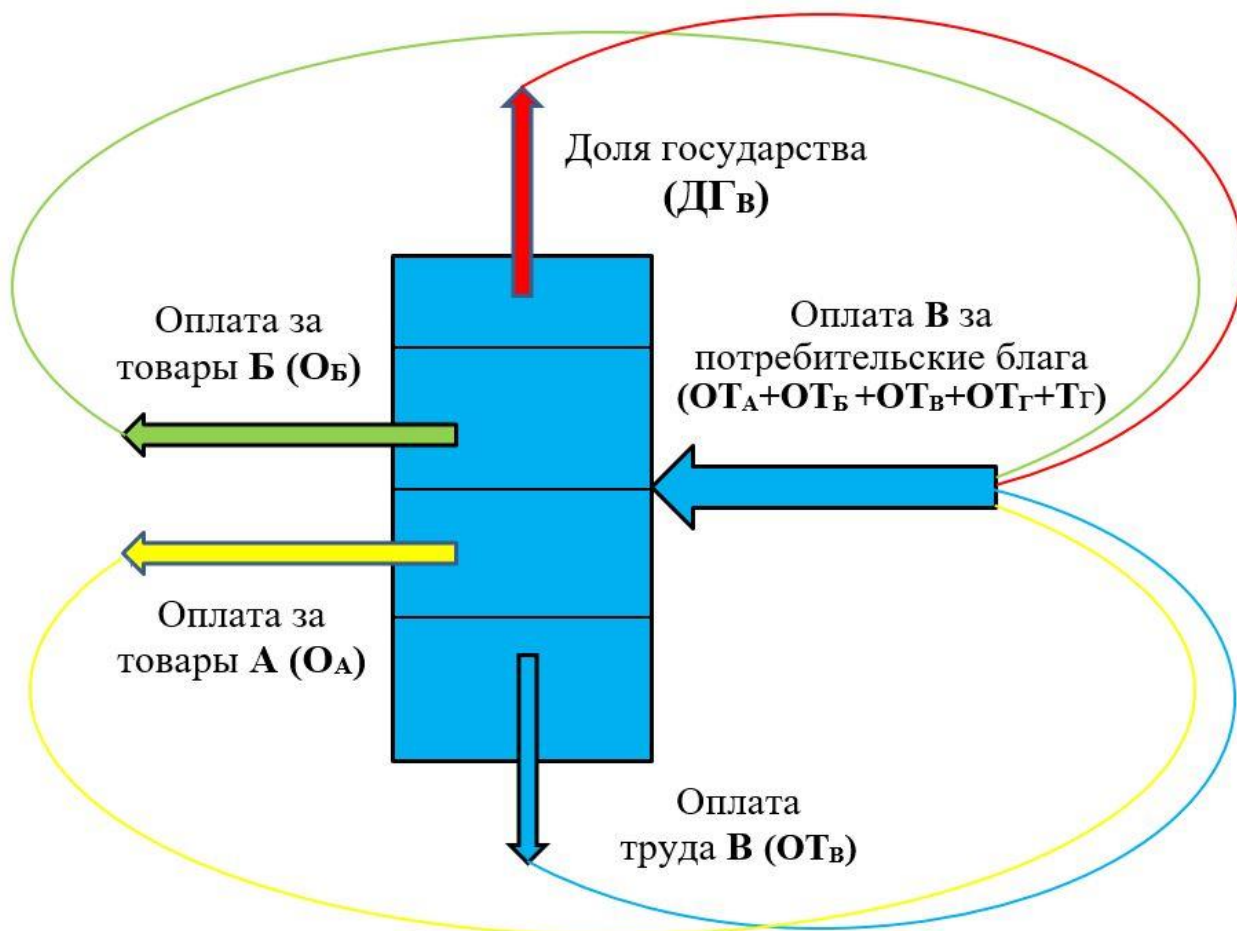 Доля государства
(ДГВ)
Оплата за
товары Б (ОБ)
Оплата В за
потребительские блага
(ОТА+ОТБ+ОТВ+ОТГ+ТГ)
Оплата за
товары А (ОА)
Оплата
труда В (ОТВ)